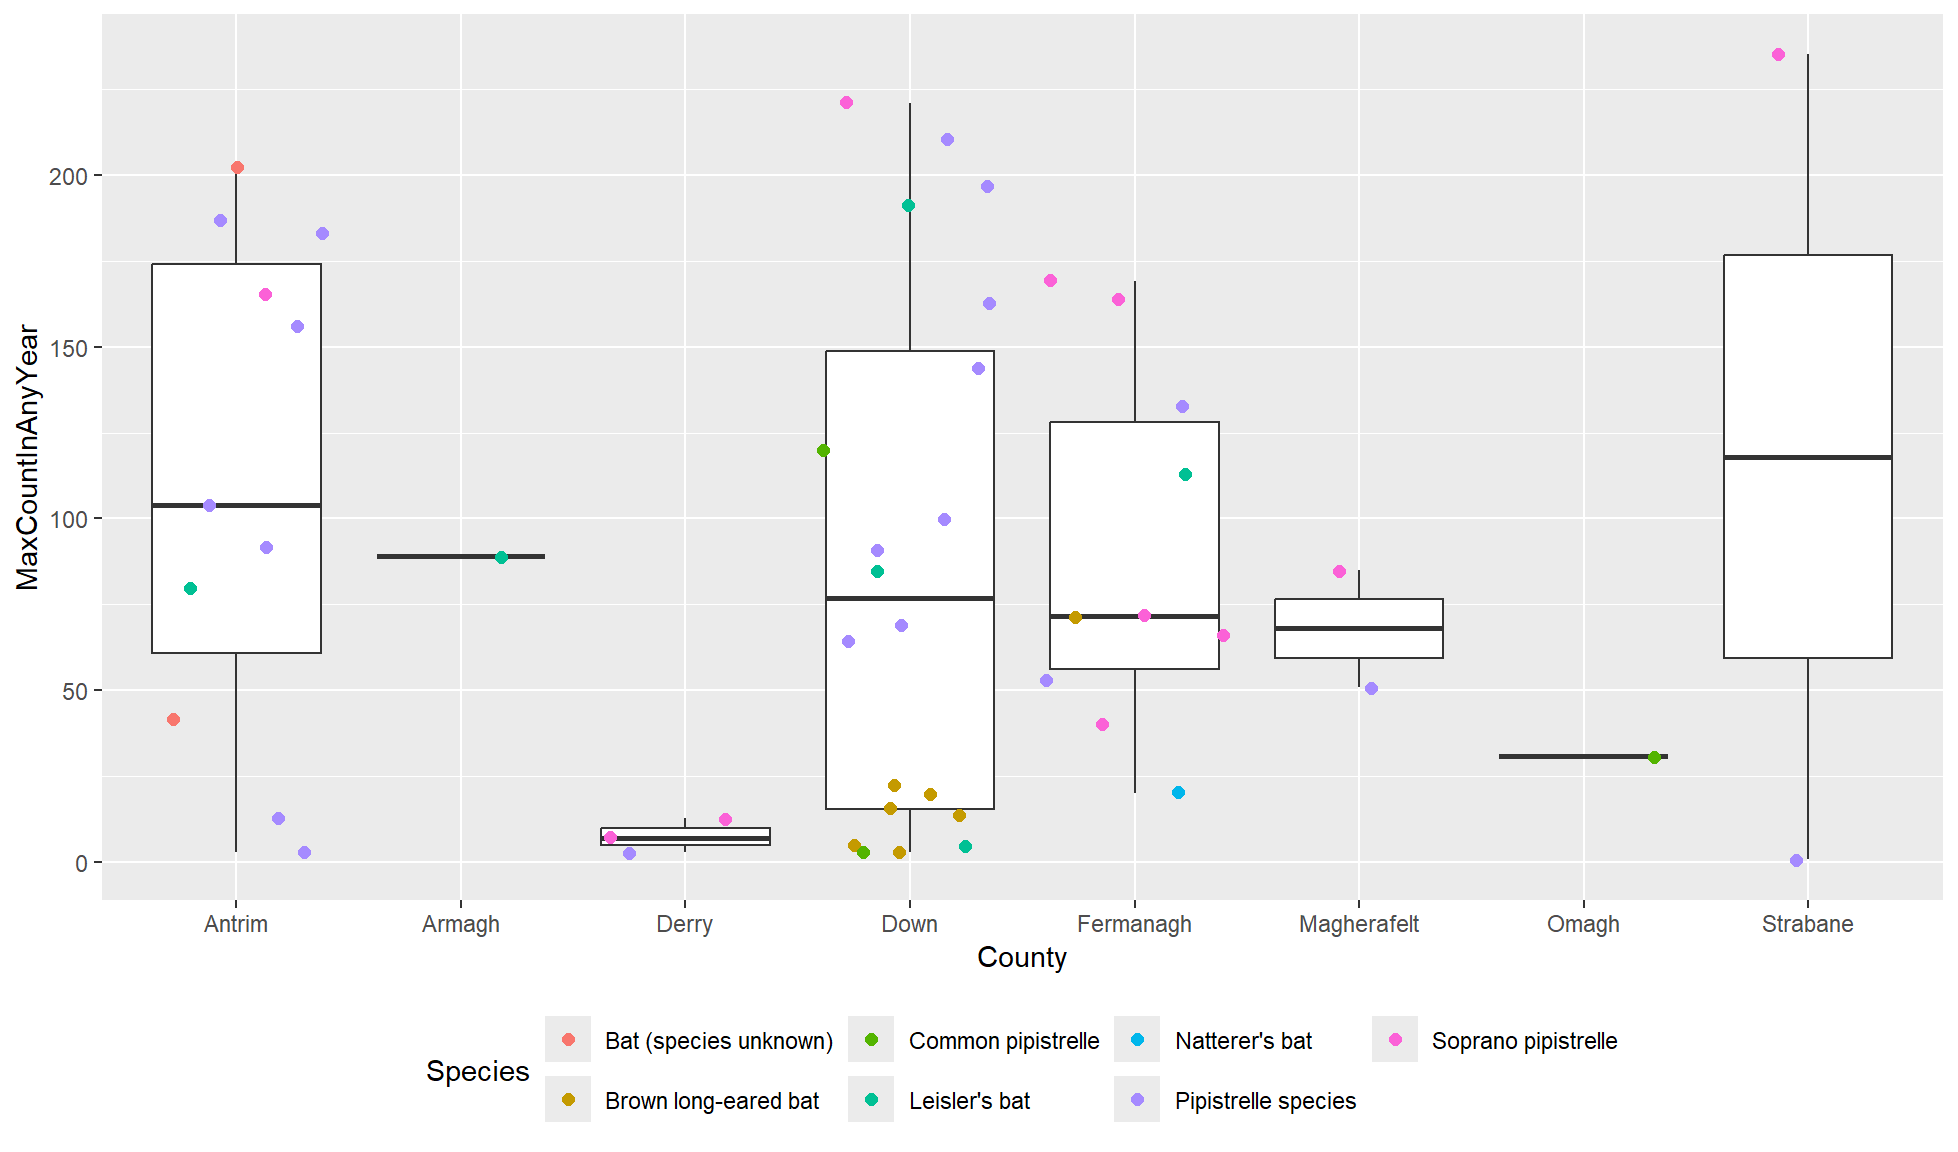 MaxCountInAnyYear
200
150
100
50
0
Antrim Armagh Derry Down Fermanagh Magherafelt Omagh Strabane
County
Species
Bat (species unknown) Common pipistrelle Natterer's bat Soprano pipistrelle
Brown long-eared bat Leisler's bat Pipistrelle species